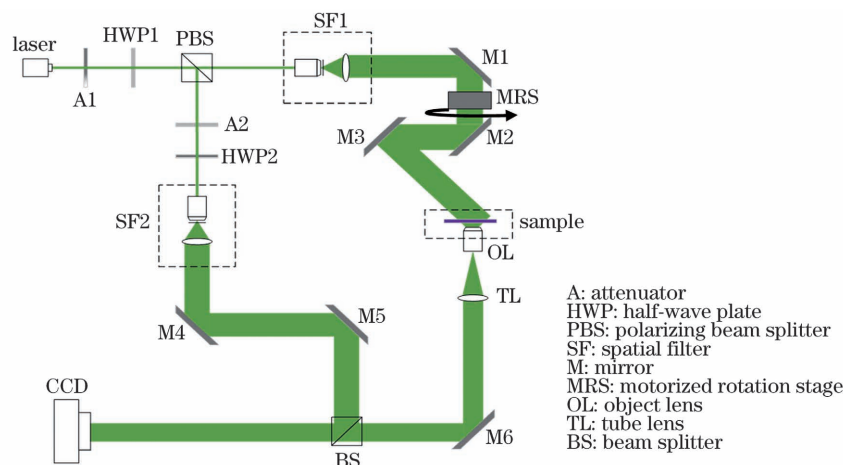 laser
HWP1
PBS
SF1
A1
M1
MRS
A2
M3
M2
HWP2
SF2
sample
OL
TL
M4
M5
CCD
BS
M6
A: attenuator
HWP: half-wave plate
PBS: polarizing beam splitter
SF: spatial filter
M: mirror
MRS: motorized rotation stage
OL: object lens
TL: tube lens
BS: beam splitter